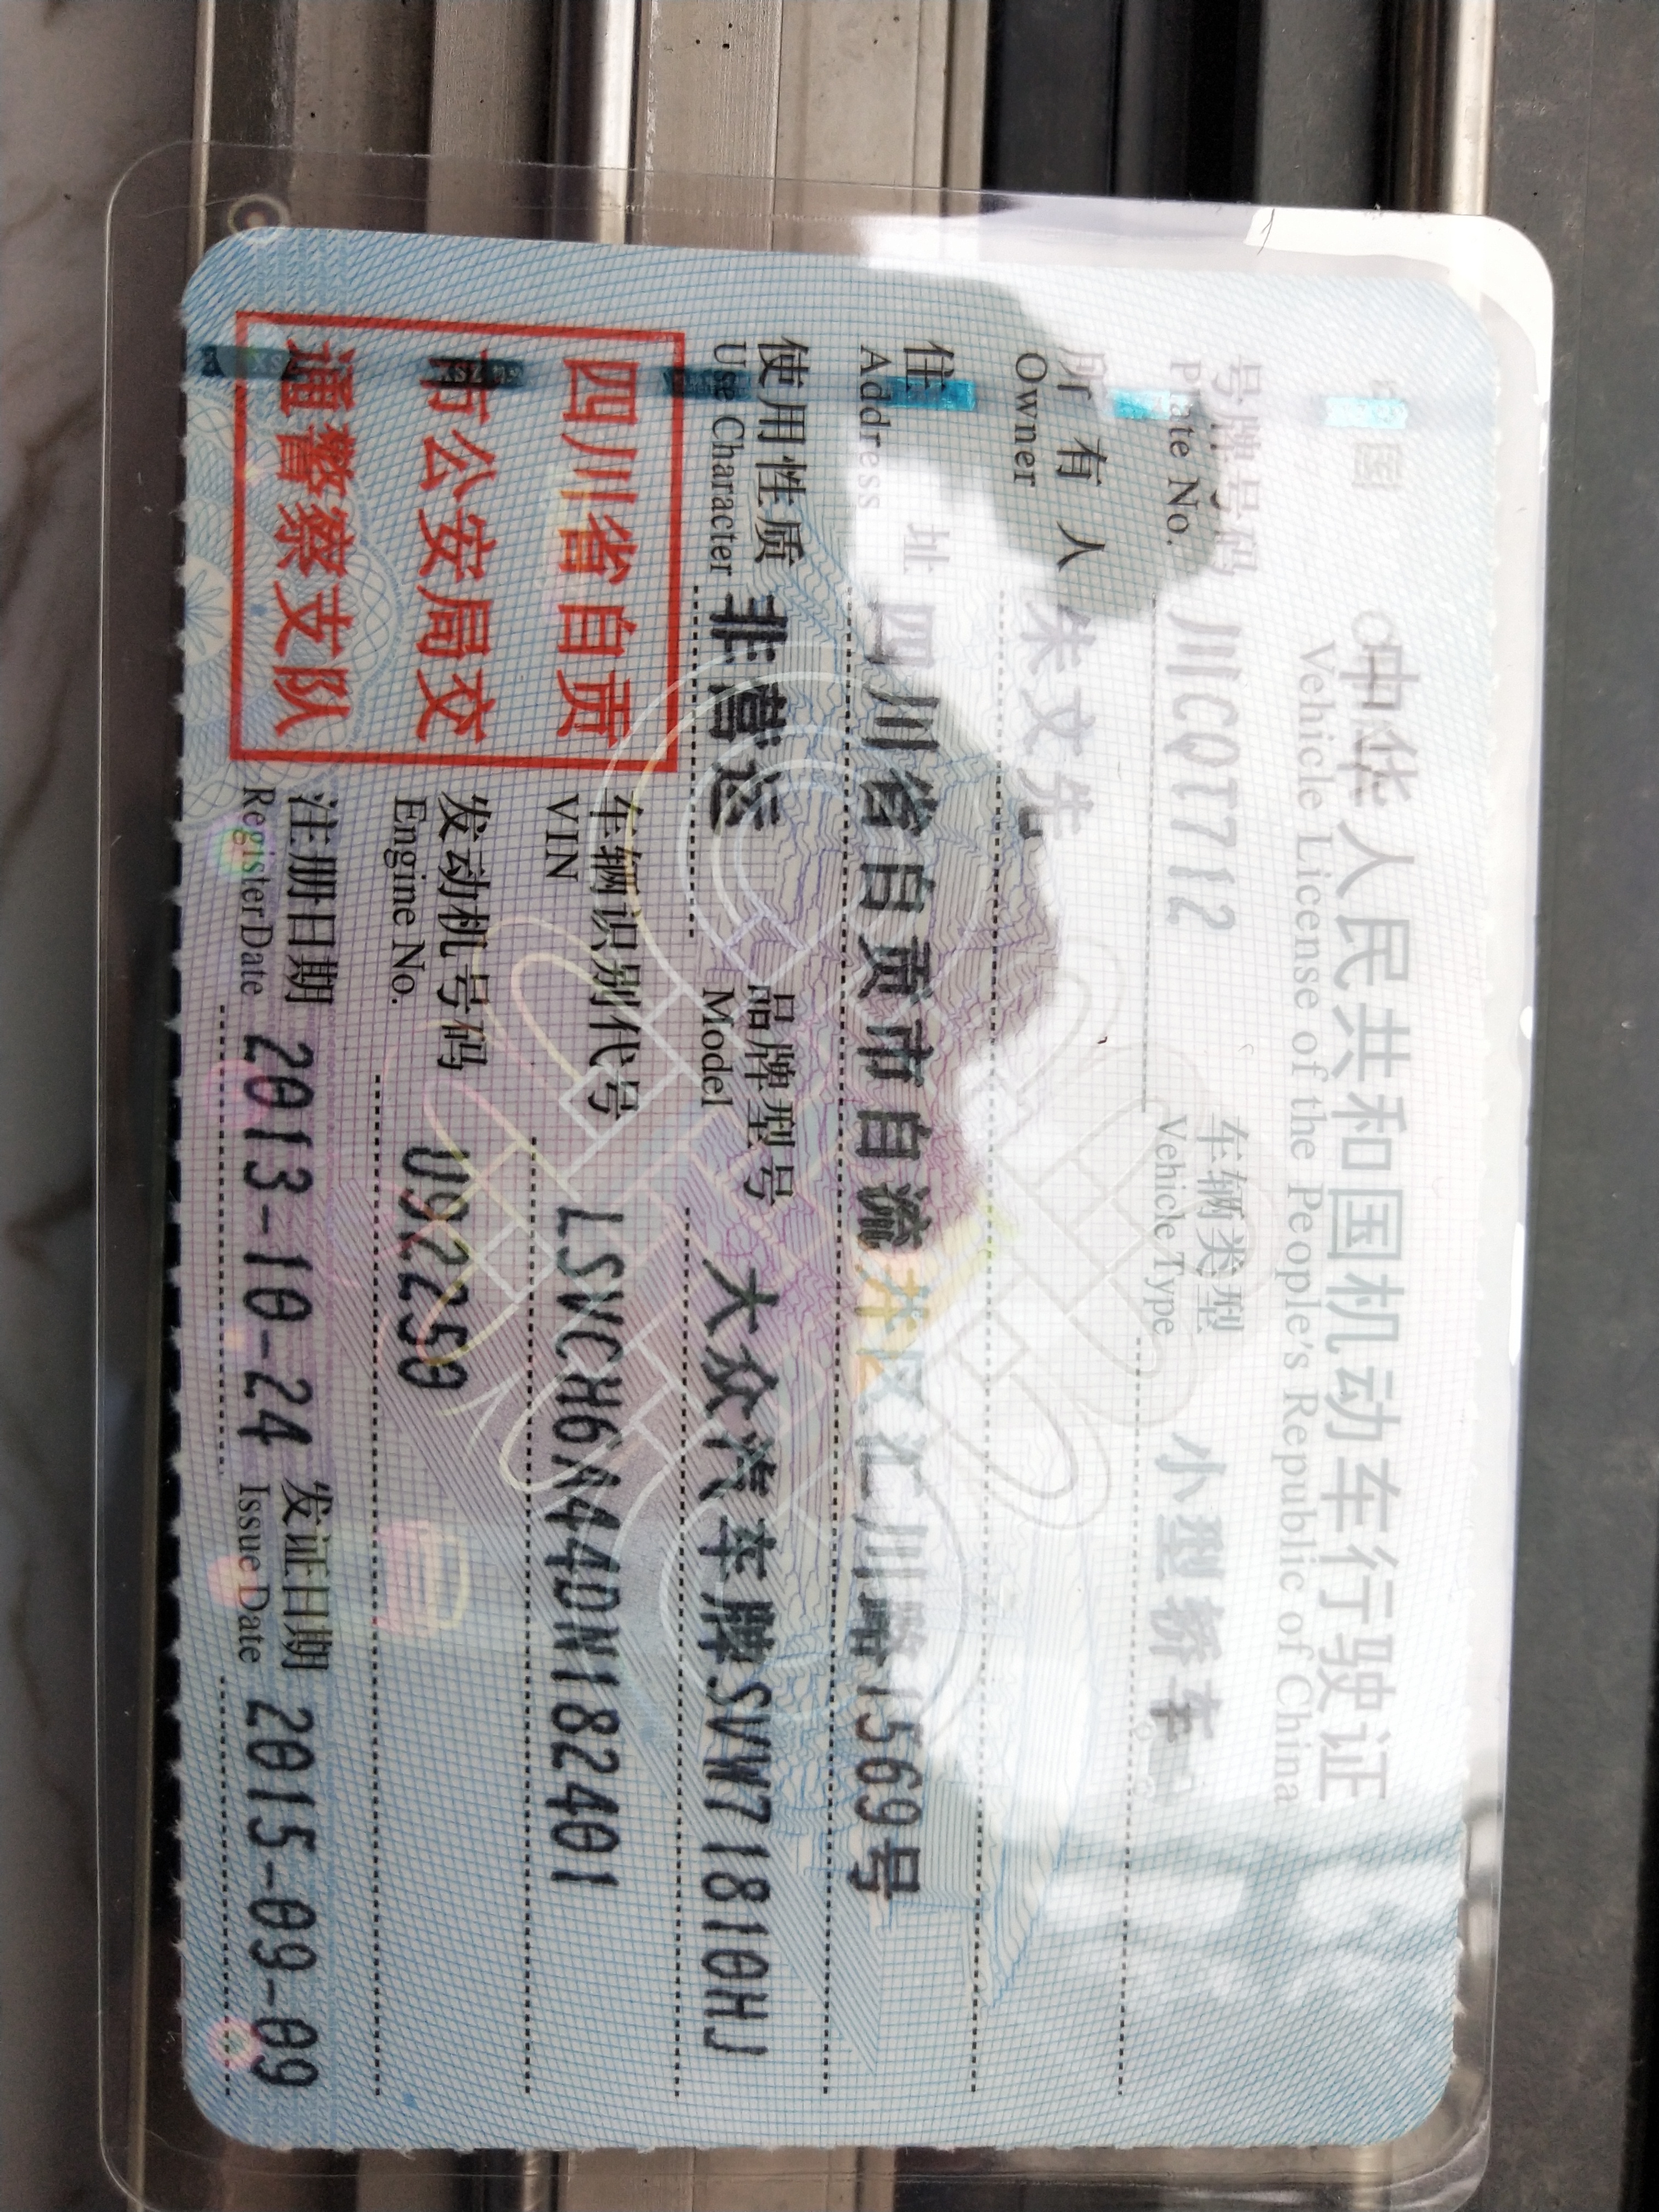 中华人民共和国机动车行驶证
Vehicle License of the People's Republic of China
号牌号码 川CQT712 车辆类型 小型轿车
Plate No. Vehicle Type
所有人 朱文先
Owner
住址 四川省自贡市自流井区汇川路1569号
Address
使用性质 非营运 品牌型号 大众汽车牌SVW71810HJ
Use Character Model
四川省自贡
市公安局交
通警察支队
车辆识别代号 LSVCH6A44DN182401
VIN
发动机号码 U92250
Engine No.
注册日期 2013-10-24 发证日期 2015-09-09
Register Date Issue Date